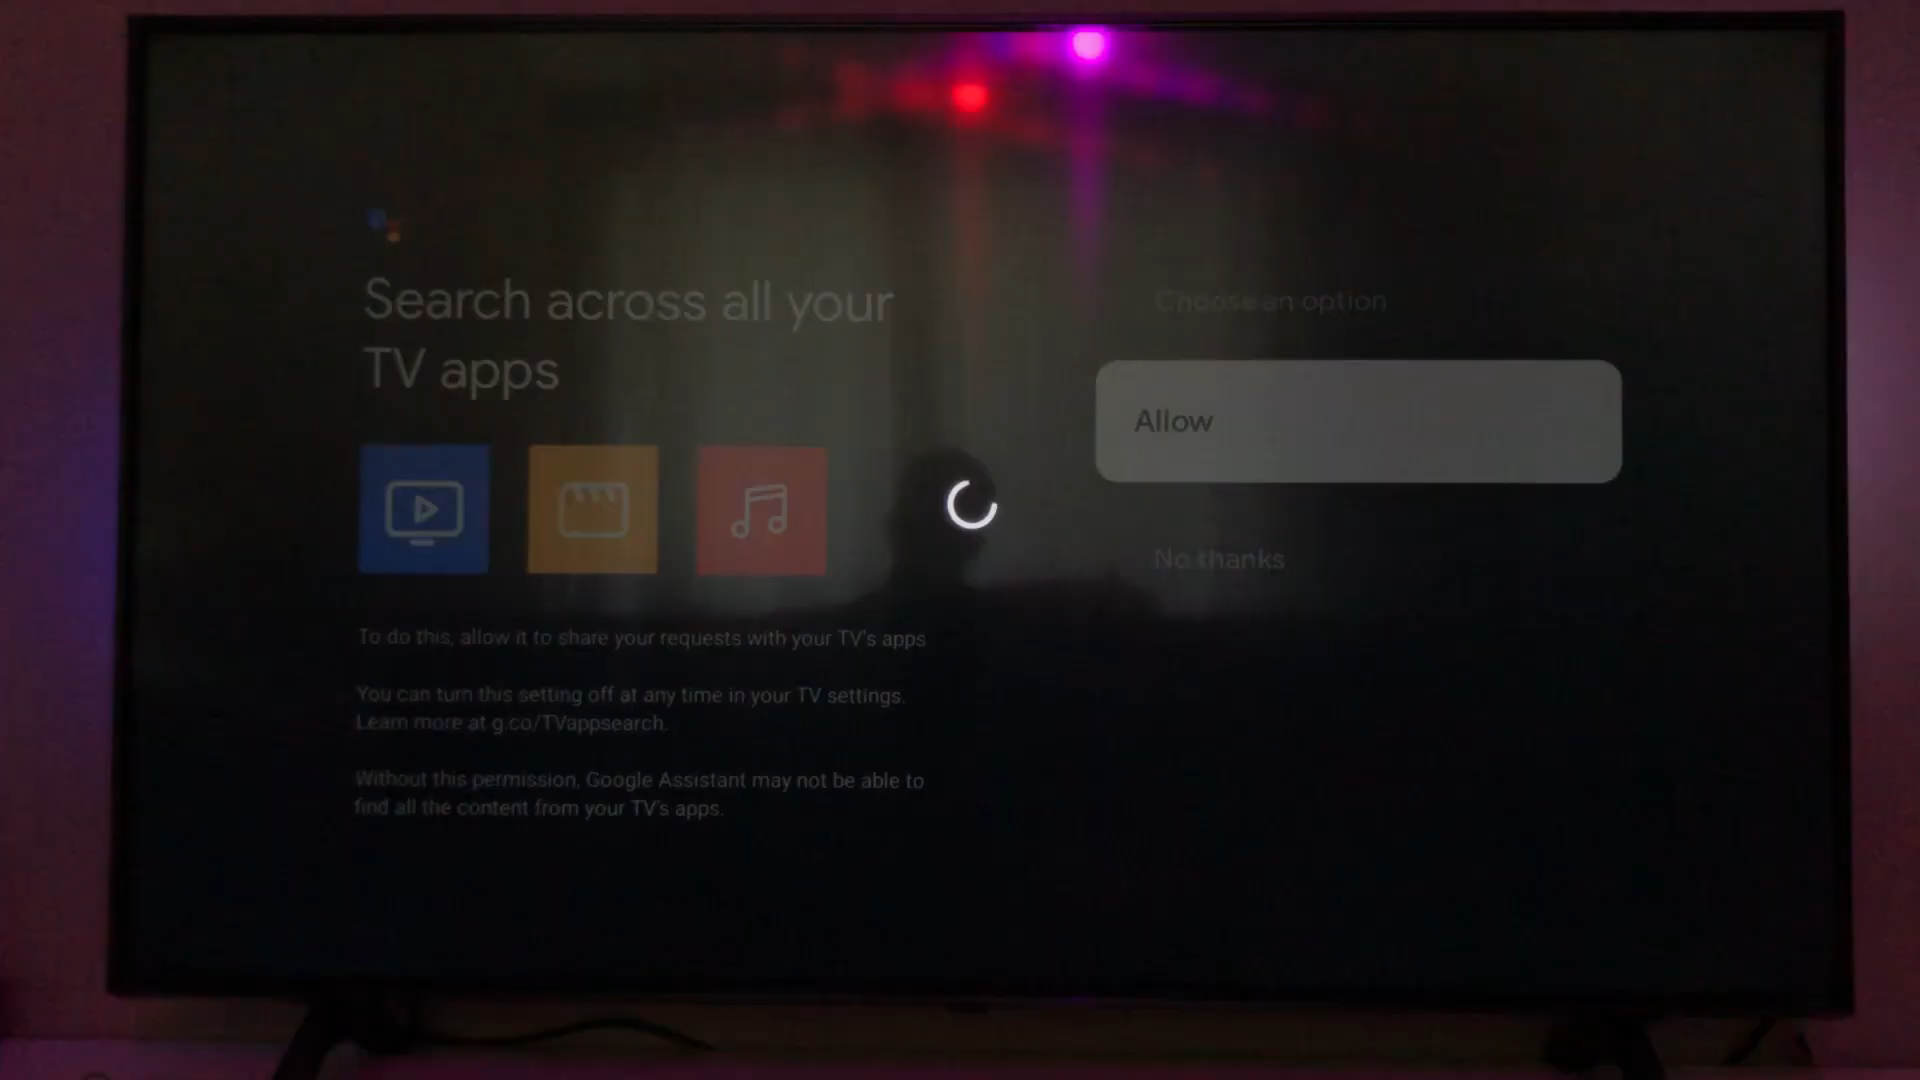 Search across all your
TV apps
To do this, allow it to share your requests with your TV's apps
You can turn this setting off at any time in your TV settings.
Learn more at g.co/TVappsearch.
Without this permission, Google Assistant may not be able to
find all the content from your TV's apps.
Choose an option
Allow
No thanks